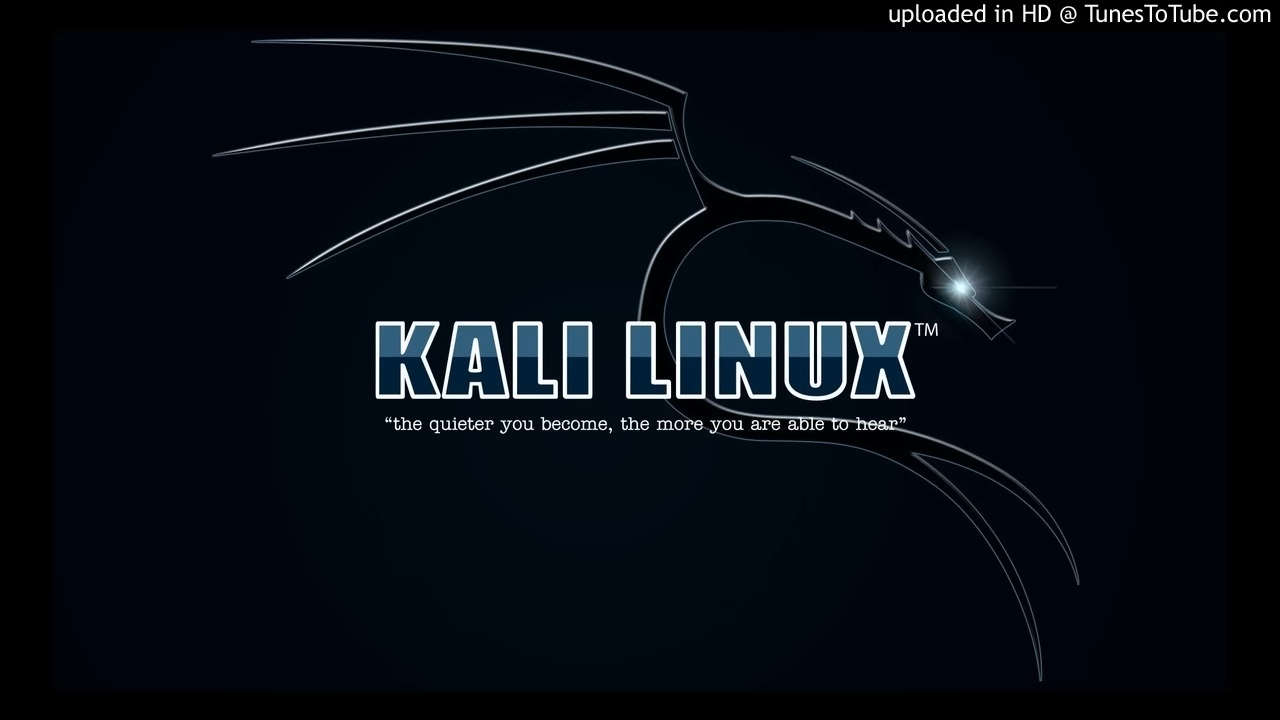 uploaded in HD @ TunesToTube.com
KALI LINUX™
“the quieter you become, the more you are able to hear”